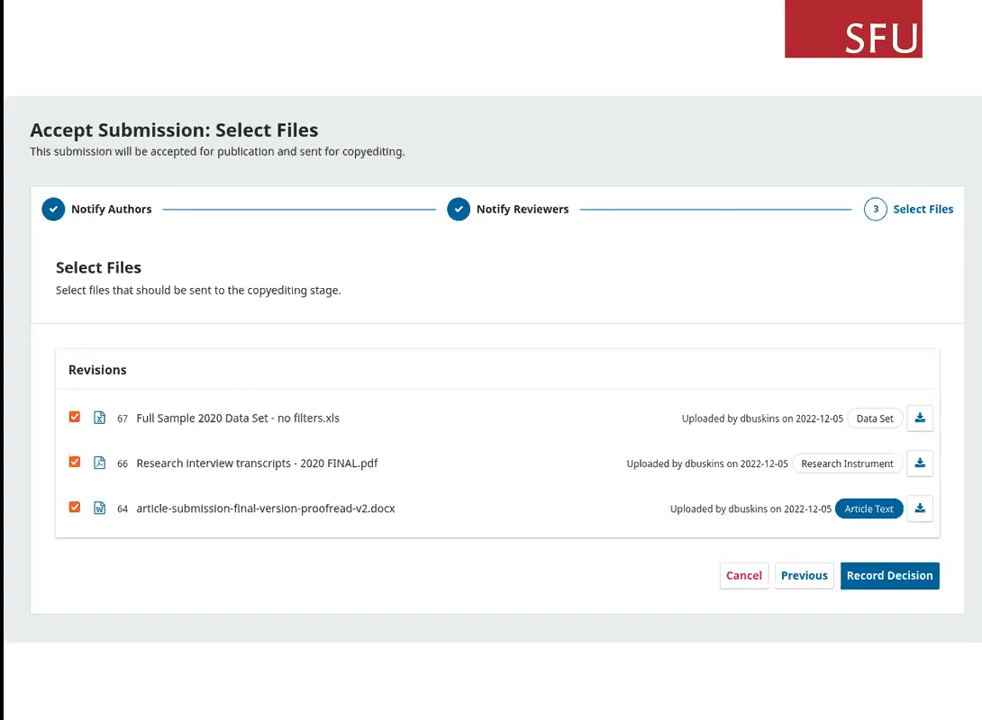 SFU
Accept Submission: Select Files
This submission will be accepted for publication and sent for copyediting.
Notify Authors
Notify Reviewers
3 Select Files
Select Files
Select files that should be sent to the copyediting stage.
Revisions
67 Full Sample 2020 Data Set - no filters.xls Uploaded by dbuskins on 2022-12-05 Data Set
66 Research interview transcripts - 2020 FINAL.pdf Uploaded by dbuskins on 2022-12-05 Research Instrument
64 article-submission-final-version-proofread-v2.docx Uploaded by dbuskins on 2022-12-05 Article Text
Cancel Previous Record Decision